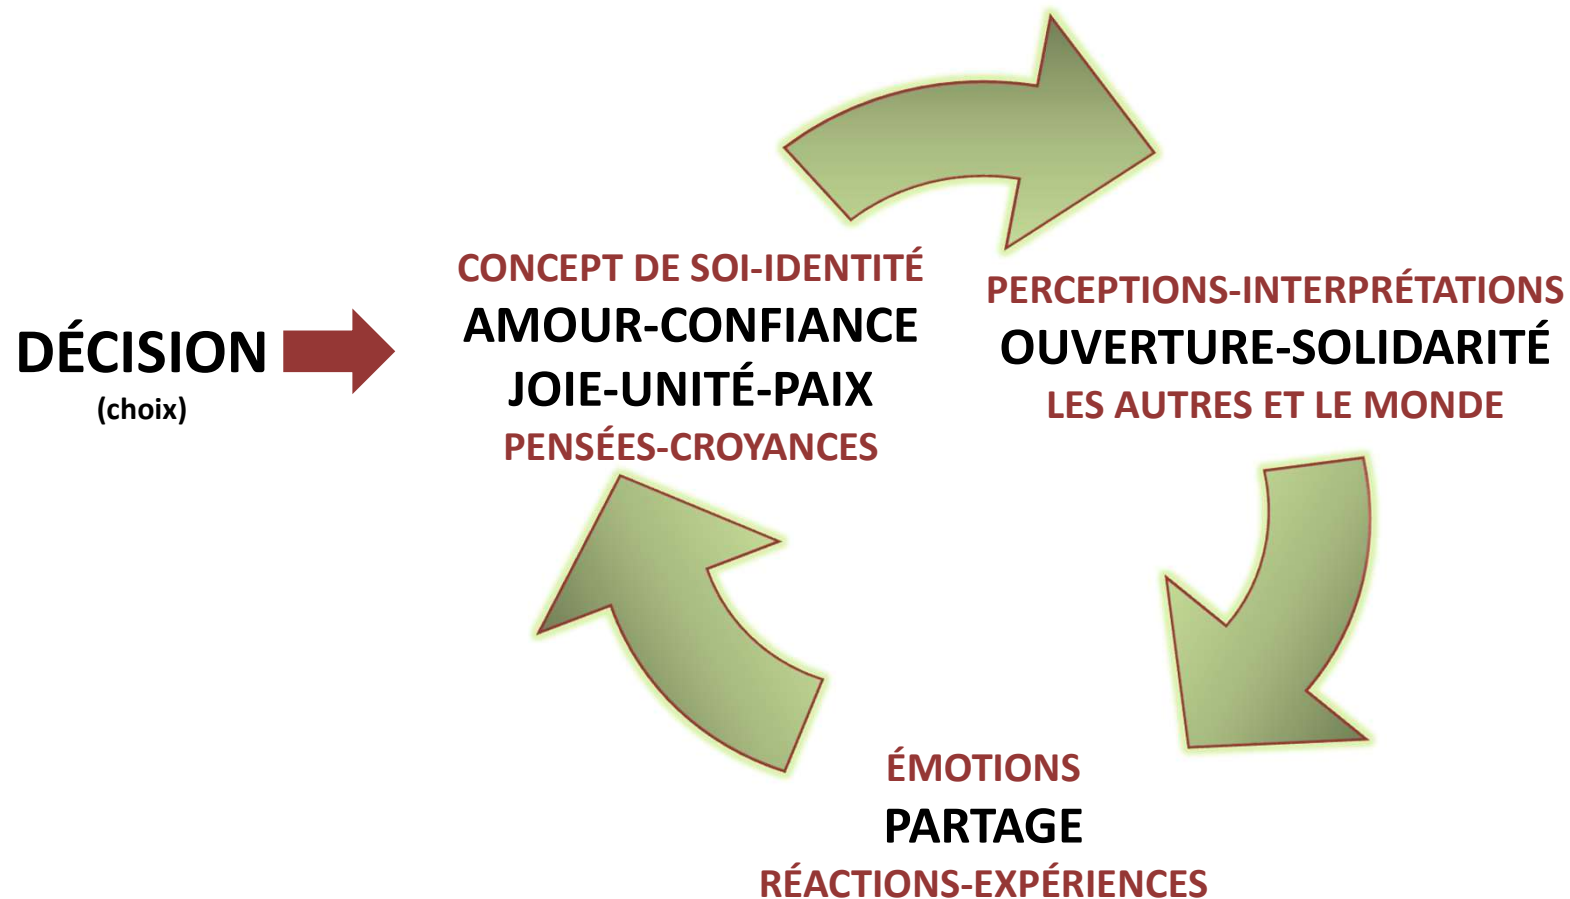 DÉCISION
(choix)
CONCEPT DE SOI-IDENTITÉ
AMOUR-CONFIANCE
JOIE-UNITÉ-PAIX
PENSÉES-CROYANCES
PERCEPTIONS-INTERPRÉTATIONS
OUVERTURE-SOLIDARITÉ
LES AUTRES ET LE MONDE
ÉMOTIONS
PARTAGE
RÉACTIONS-EXPÉRIENCES